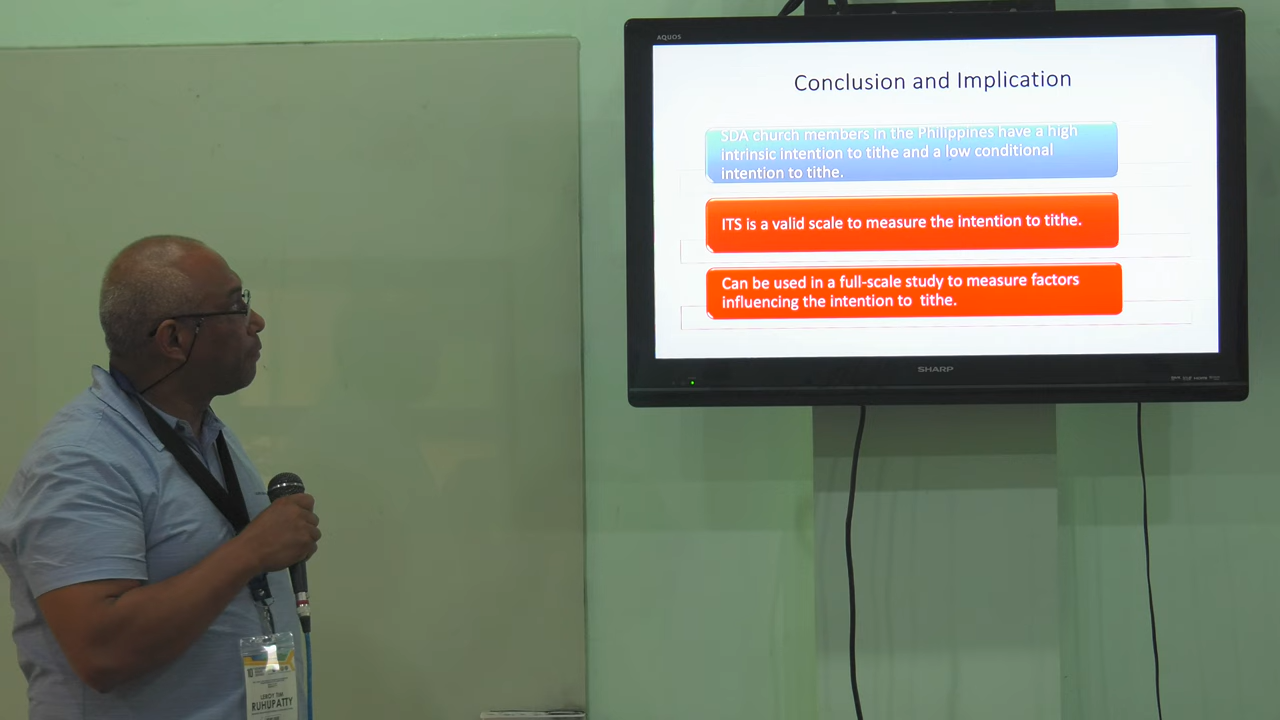 AQUOS
Conclusion and Implication
SDA church members in the Philippines have a high
intrinsic intention to tithe and a low conditional
intention to tithe.
ITS is a valid scale to measure the intention to tithe.
Can be used in a full-scale study to measure factors
influencing the intention to tithe.
SHARP
RUHUPATTY